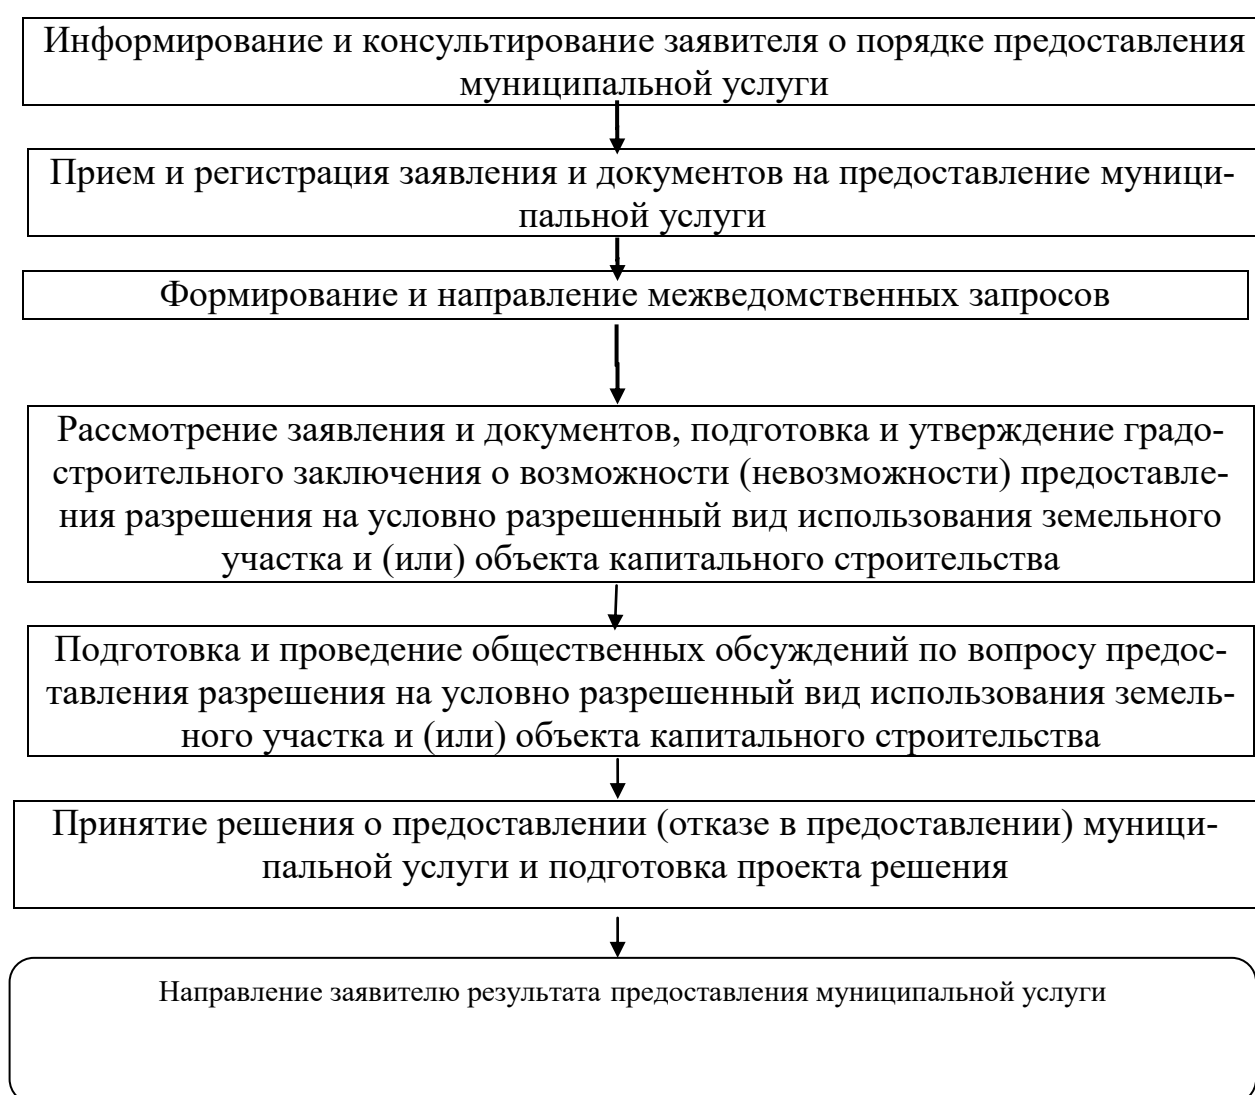 Информирование и консультирование заявителя о порядке предоставления
муниципальной услуги
Прием и регистрация заявления и документов на предоставление муници-
пальной услуги
Формирование и направление межведомственных запросов
Рассмотрение заявления и документов, подготовка и утверждение градо-
строительного заключения о возможности (невозможности) предоставле-
ния разрешения на условно разрешенный вид использования земельного
участка и (или) объекта капитального строительства
Подготовка и проведение общественных обсуждений по вопросу предос-
тавления разрешения на условно разрешенный вид использования земель-
ного участка и (или) объекта капитального строительства
Принятие решения о предоставлении (отказе в предоставлении) муници-
пальной услуги и подготовка проекта решения
Направление заявителю результата предоставления муниципальной услуги